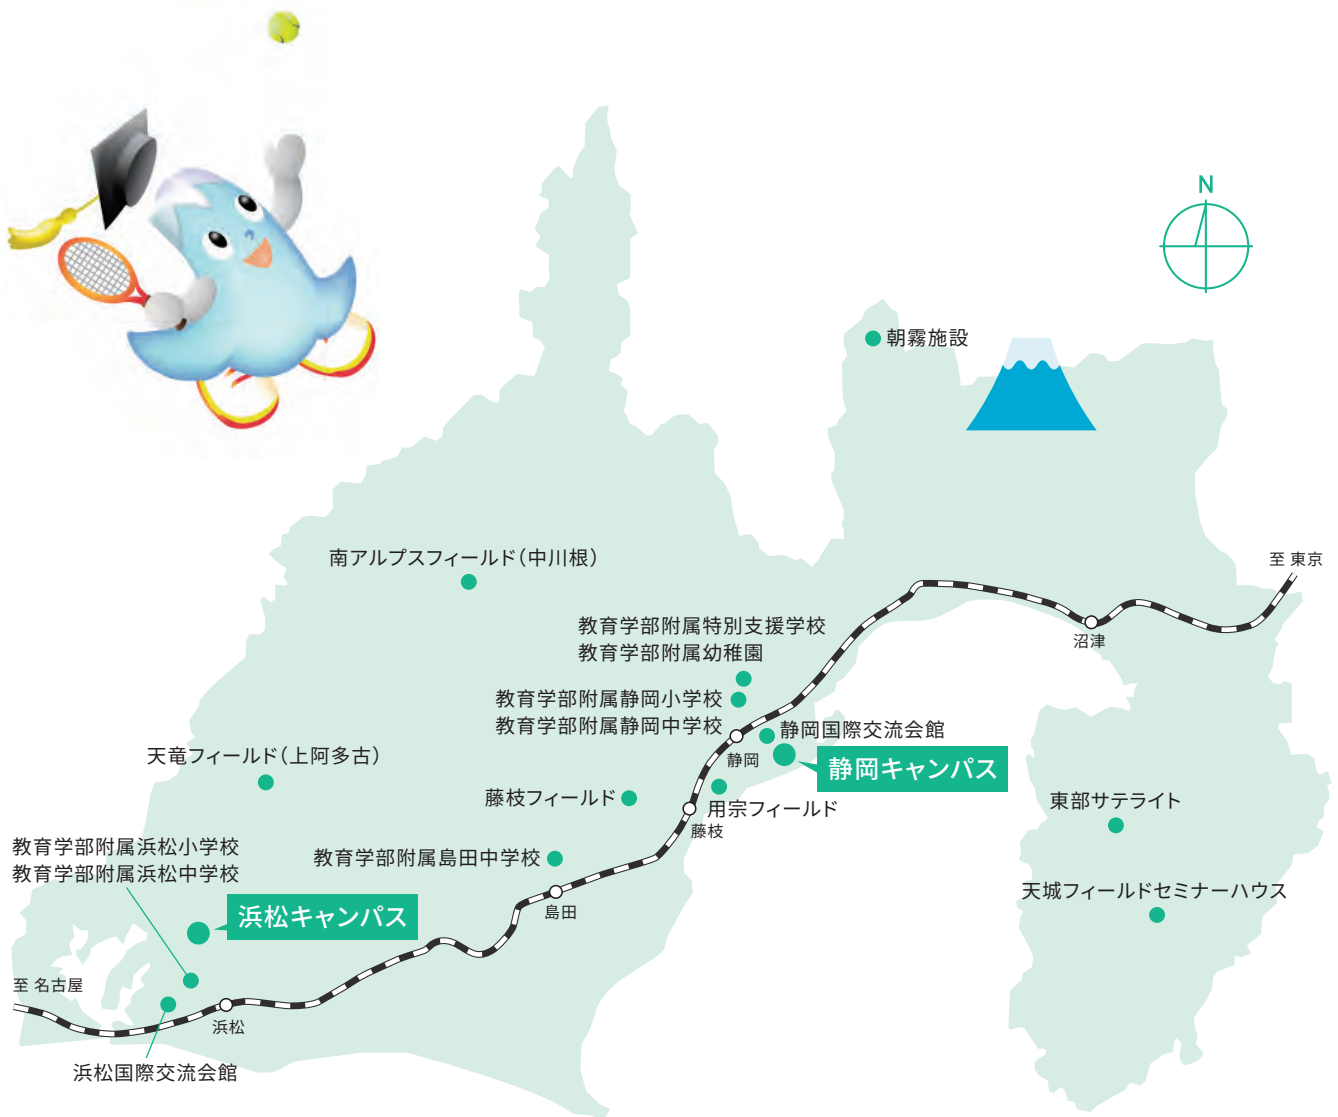 N
朝霧施設
南アルプスフィールド（中川根）
至 東京
教育学部附属特別支援学校
教育学部附属幼稚園
沼津
教育学部附属静岡小学校
教育学部附属静岡中学校
静岡国際交流会館
静岡
静岡キャンパス
天竜フィールド（上阿多古）
藤枝フィールド
用宗フィールド
藤枝
東部サテライト
教育学部附属浜松小学校
教育学部附属浜松中学校
教育学部附属島田中学校
天城フィールドセミナーハウス
浜松キャンパス
島田
至 名古屋
浜松
浜松国際交流会館